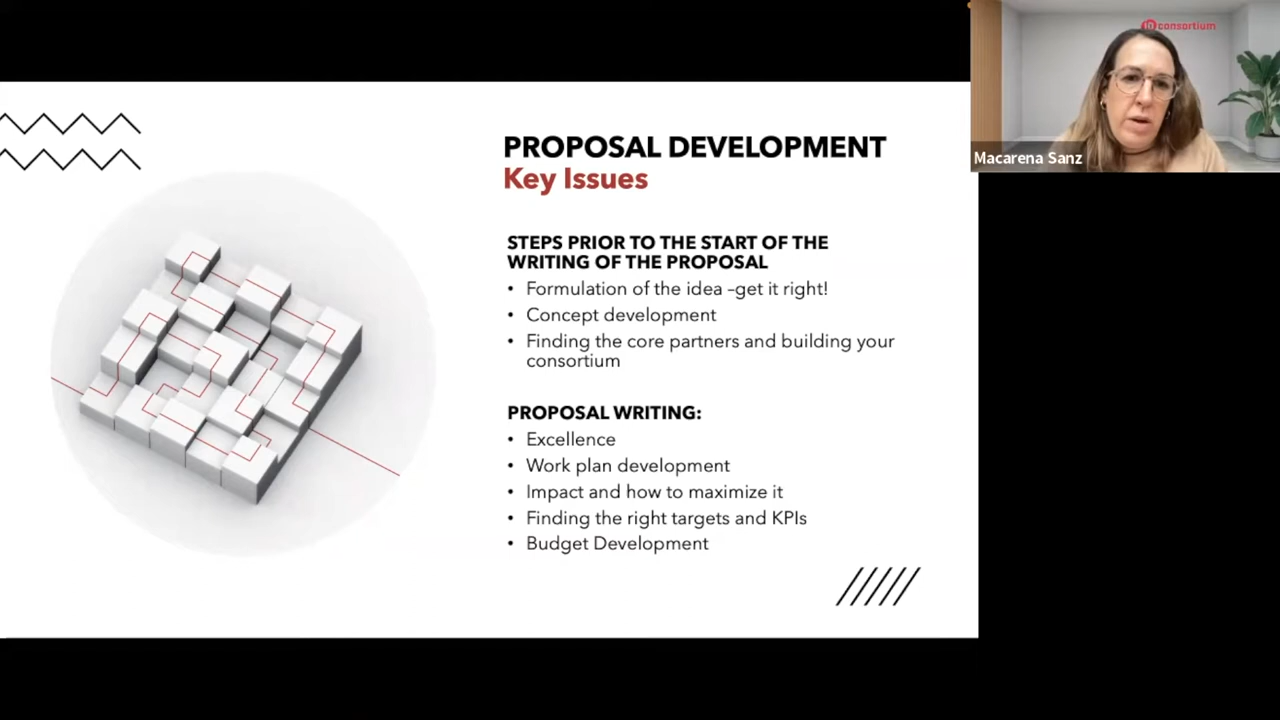 PROPOSAL DEVELOPMENT
Key Issues
STEPS PRIOR TO THE START OF THE
WRITING OF THE PROPOSAL
• Formulation of the idea –get it right!
• Concept development
• Finding the core partners and building your
consortium
PROPOSAL WRITING:
• Excellence
• Work plan development
• Impact and how to maximize it
• Finding the right targets and KPIs
• Budget Development
consortium
Macarena Sanz